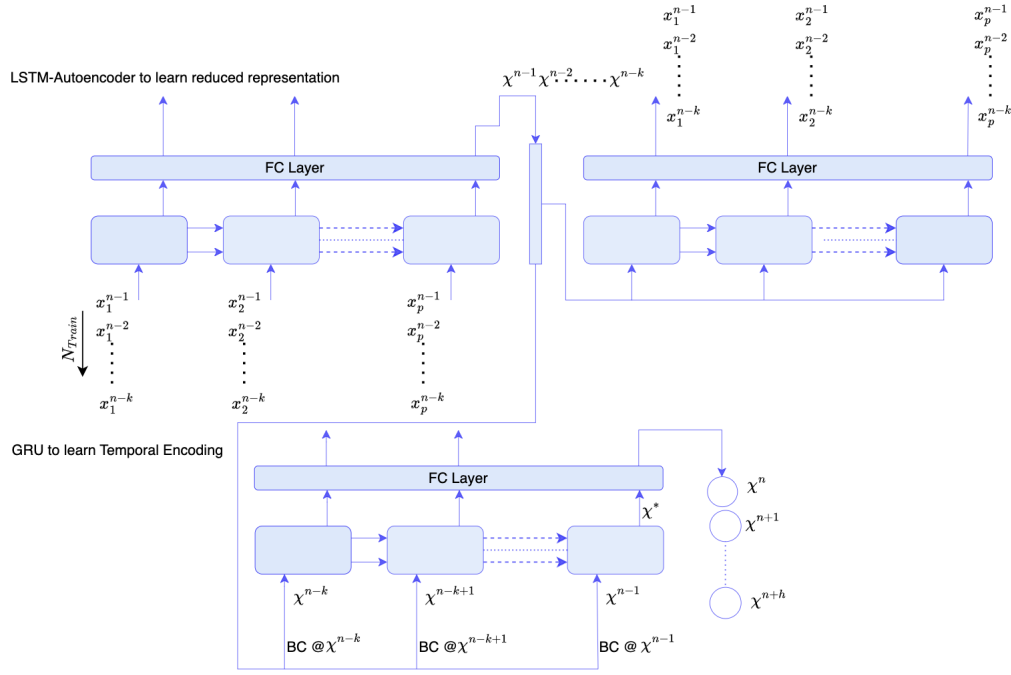 x_1^{n-1} x_2^{n-1} x_p^{n-1}
x_1^{n-2} x_2^{n-2} x_p^{n-2}
LSTM-Autoencoder to learn reduced representation
χ^{n-1} χ^{n-2} ······ χ^{n-k}
x_1^{n-k} x_2^{n-k} x_p^{n-k}
FC Layer
FC Layer
x_1^{n-1} x_2^{n-1} x_p^{n-1}
x_1^{n-2} x_2^{n-2} x_p^{n-2}
N_{Train}
x_1^{n-k} x_2^{n-k} x_p^{n-k}
GRU to learn Temporal Encoding
FC Layer
χ^n
χ^*
χ^{n+1}
χ^{n-k} χ^{n-k+1} χ^{n-1}
χ^{n+h}
BC @χ^{n-k} BC @χ^{n-k+1} BC @χ^{n-1}